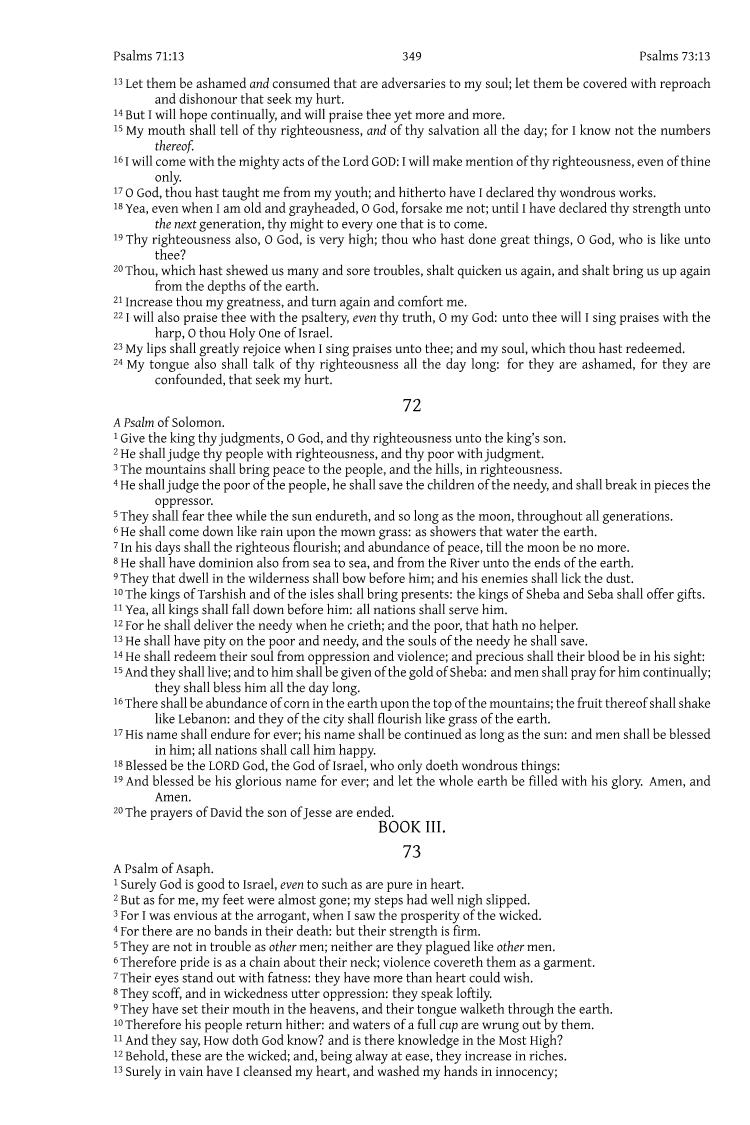 Psalms 71:13 349 Psalms 73:13
13 Let them be ashamed and consumed that are adversaries to my soul; let them be covered with reproach
and dishonour that seek my hurt.
14 But I will hope continually, and will praise thee yet more and more.
15 My mouth shall tell of thy righteousness, and of thy salvation all the day; for I know not the numbers
thereof.
16 I will come with the mighty acts of the Lord GOD: I will make mention of thy righteousness, even of thine
only.
17 O God, thou hast taught me from my youth; and hitherto have I declared thy wondrous works.
18 Yea, even when I am old and grayheaded, O God, forsake me not; until I have declared thy strength unto
the next generation, thy might to every one that is to come.
19 Thy righteousness also, O God, is very high; thou who hast done great things, O God, who is like unto
thee?
20 Thou, which hast shewed us many and sore troubles, shalt quicken us again, and shalt bring us up again
from the depths of the earth.
21 Increase thou my greatness, and turn again and comfort me.
22 I will also praise thee with the psaltery, even thy truth, O my God: unto thee will I sing praises with the
harp, O thou Holy One of Israel.
23 My lips shall greatly rejoice when I sing praises unto thee; and my soul, which thou hast redeemed.
24 My tongue also shall talk of thy righteousness all the day long: for they are ashamed, for they are
confounded, that seek my hurt.
72
A Psalm of Solomon.
1 Give the king thy judgments, O God, and thy righteousness unto the king's son.
2 He shall judge thy people with righteousness, and thy poor with judgment.
3 The mountains shall bring peace to the people, and the hills, in righteousness.
4 He shall judge the poor of the people, he shall save the children of the needy, and shall break in pieces the
oppressor.
5 They shall fear thee while the sun endureth, and so long as the moon, throughout all generations.
6 He shall come down like rain upon the mown grass: as showers that water the earth.
7 In his days shall the righteous flourish; and abundance of peace, till the moon be no more.
8 He shall have dominion also from sea to sea, and from the River unto the ends of the earth.
9 They that dwell in the wilderness shall bow before him; and his enemies shall lick the dust.
10 The kings of Tarshish and of the isles shall bring presents: the kings of Sheba and Seba shall offer gifts.
11 Yea, all kings shall fall down before him: all nations shall serve him.
12 For he shall deliver the needy when he crieth; and the poor, that hath no helper.
13 He shall have pity on the poor and needy, and the souls of the needy he shall save.
14 He shall redeem their soul from oppression and violence; and precious shall their blood be in his sight:
15 And they shall live; and to him shall be given of the gold of Sheba: and men shall pray for him continually;
they shall bless him all the day long.
16 There shall be abundance of corn in the earth upon the top of the mountains; the fruit thereof shall shake
like Lebanon: and they of the city shall flourish like grass of the earth.
17 His name shall endure for ever; his name shall be continued as long as the sun: and men shall be blessed
in him; all nations shall call him happy.
18 Blessed be the LORD God, the God of Israel, who only doeth wondrous things:
19 And blessed be his glorious name for ever; and let the whole earth be filled with his glory. Amen, and
Amen.
20 The prayers of David the son of Jesse are ended.
BOOK III.
73
A Psalm of Asaph.
1 Surely God is good to Israel, even to such as are pure in heart.
2 But as for me, my feet were almost gone; my steps had well nigh slipped.
3 For I was envious at the arrogant, when I saw the prosperity of the wicked.
4 For there are no bands in their death: but their strength is firm.
5 They are not in trouble as other men; neither are they plagued like other men.
6 Therefore pride is as a chain about their neck; violence covereth them as a garment.
7 Their eyes stand out with fatness: they have more than heart could wish.
8 They scoff, and in wickedness utter oppression: they speak loftily.
9 They have set their mouth in the heavens, and their tongue walketh through the earth.
10 Therefore his people return hither: and waters of a full cup are wrung out by them.
11 And they say, How doth God know? and is there knowledge in the Most High?
12 Behold, these are the wicked; and, being alway at ease, they increase in riches.
13 Surely in vain have I cleansed my heart, and washed my hands in innocency;